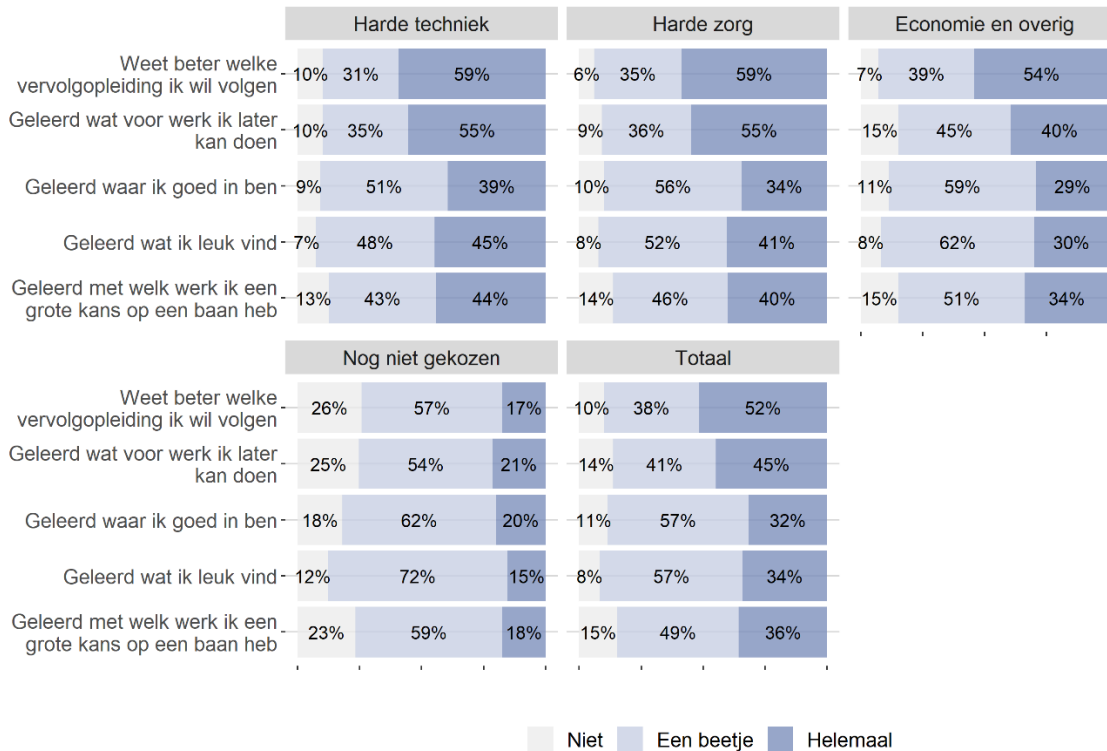 Harde techniek Harde zorg Economie en overig
Weet beter welke
vervolgopleiding ik wil volgen
10% 31% 59% 6% 35% 59% 7% 39% 54%
Geleerd wat voor werk ik later
kan doen
10% 35% 55% 9% 36% 55% 15% 45% 40%
Geleerd waar ik goed in ben 9% 51% 39% 10% 56% 34% 11% 59% 29%
Geleerd wat ik leuk vind 7% 48% 45% 8% 52% 41% 8% 62% 30%
Geleerd met welk werk ik een
grote kans op een baan heb
13% 43% 44% 14% 46% 40% 15% 51% 34%
Nog niet gekozen Totaal
Weet beter welke
vervolgopleiding ik wil volgen
26% 57% 17% 10% 38% 52%
Geleerd wat voor werk ik later
kan doen
25% 54% 21% 14% 41% 45%
Geleerd waar ik goed in ben 18% 62% 20% 11% 57% 32%
Geleerd wat ik leuk vind 12% 72% 15% 8% 57% 34%
Geleerd met welk werk ik een
grote kans op een baan heb
23% 59% 18% 15% 49% 36%
Niet Een beetje Helemaal